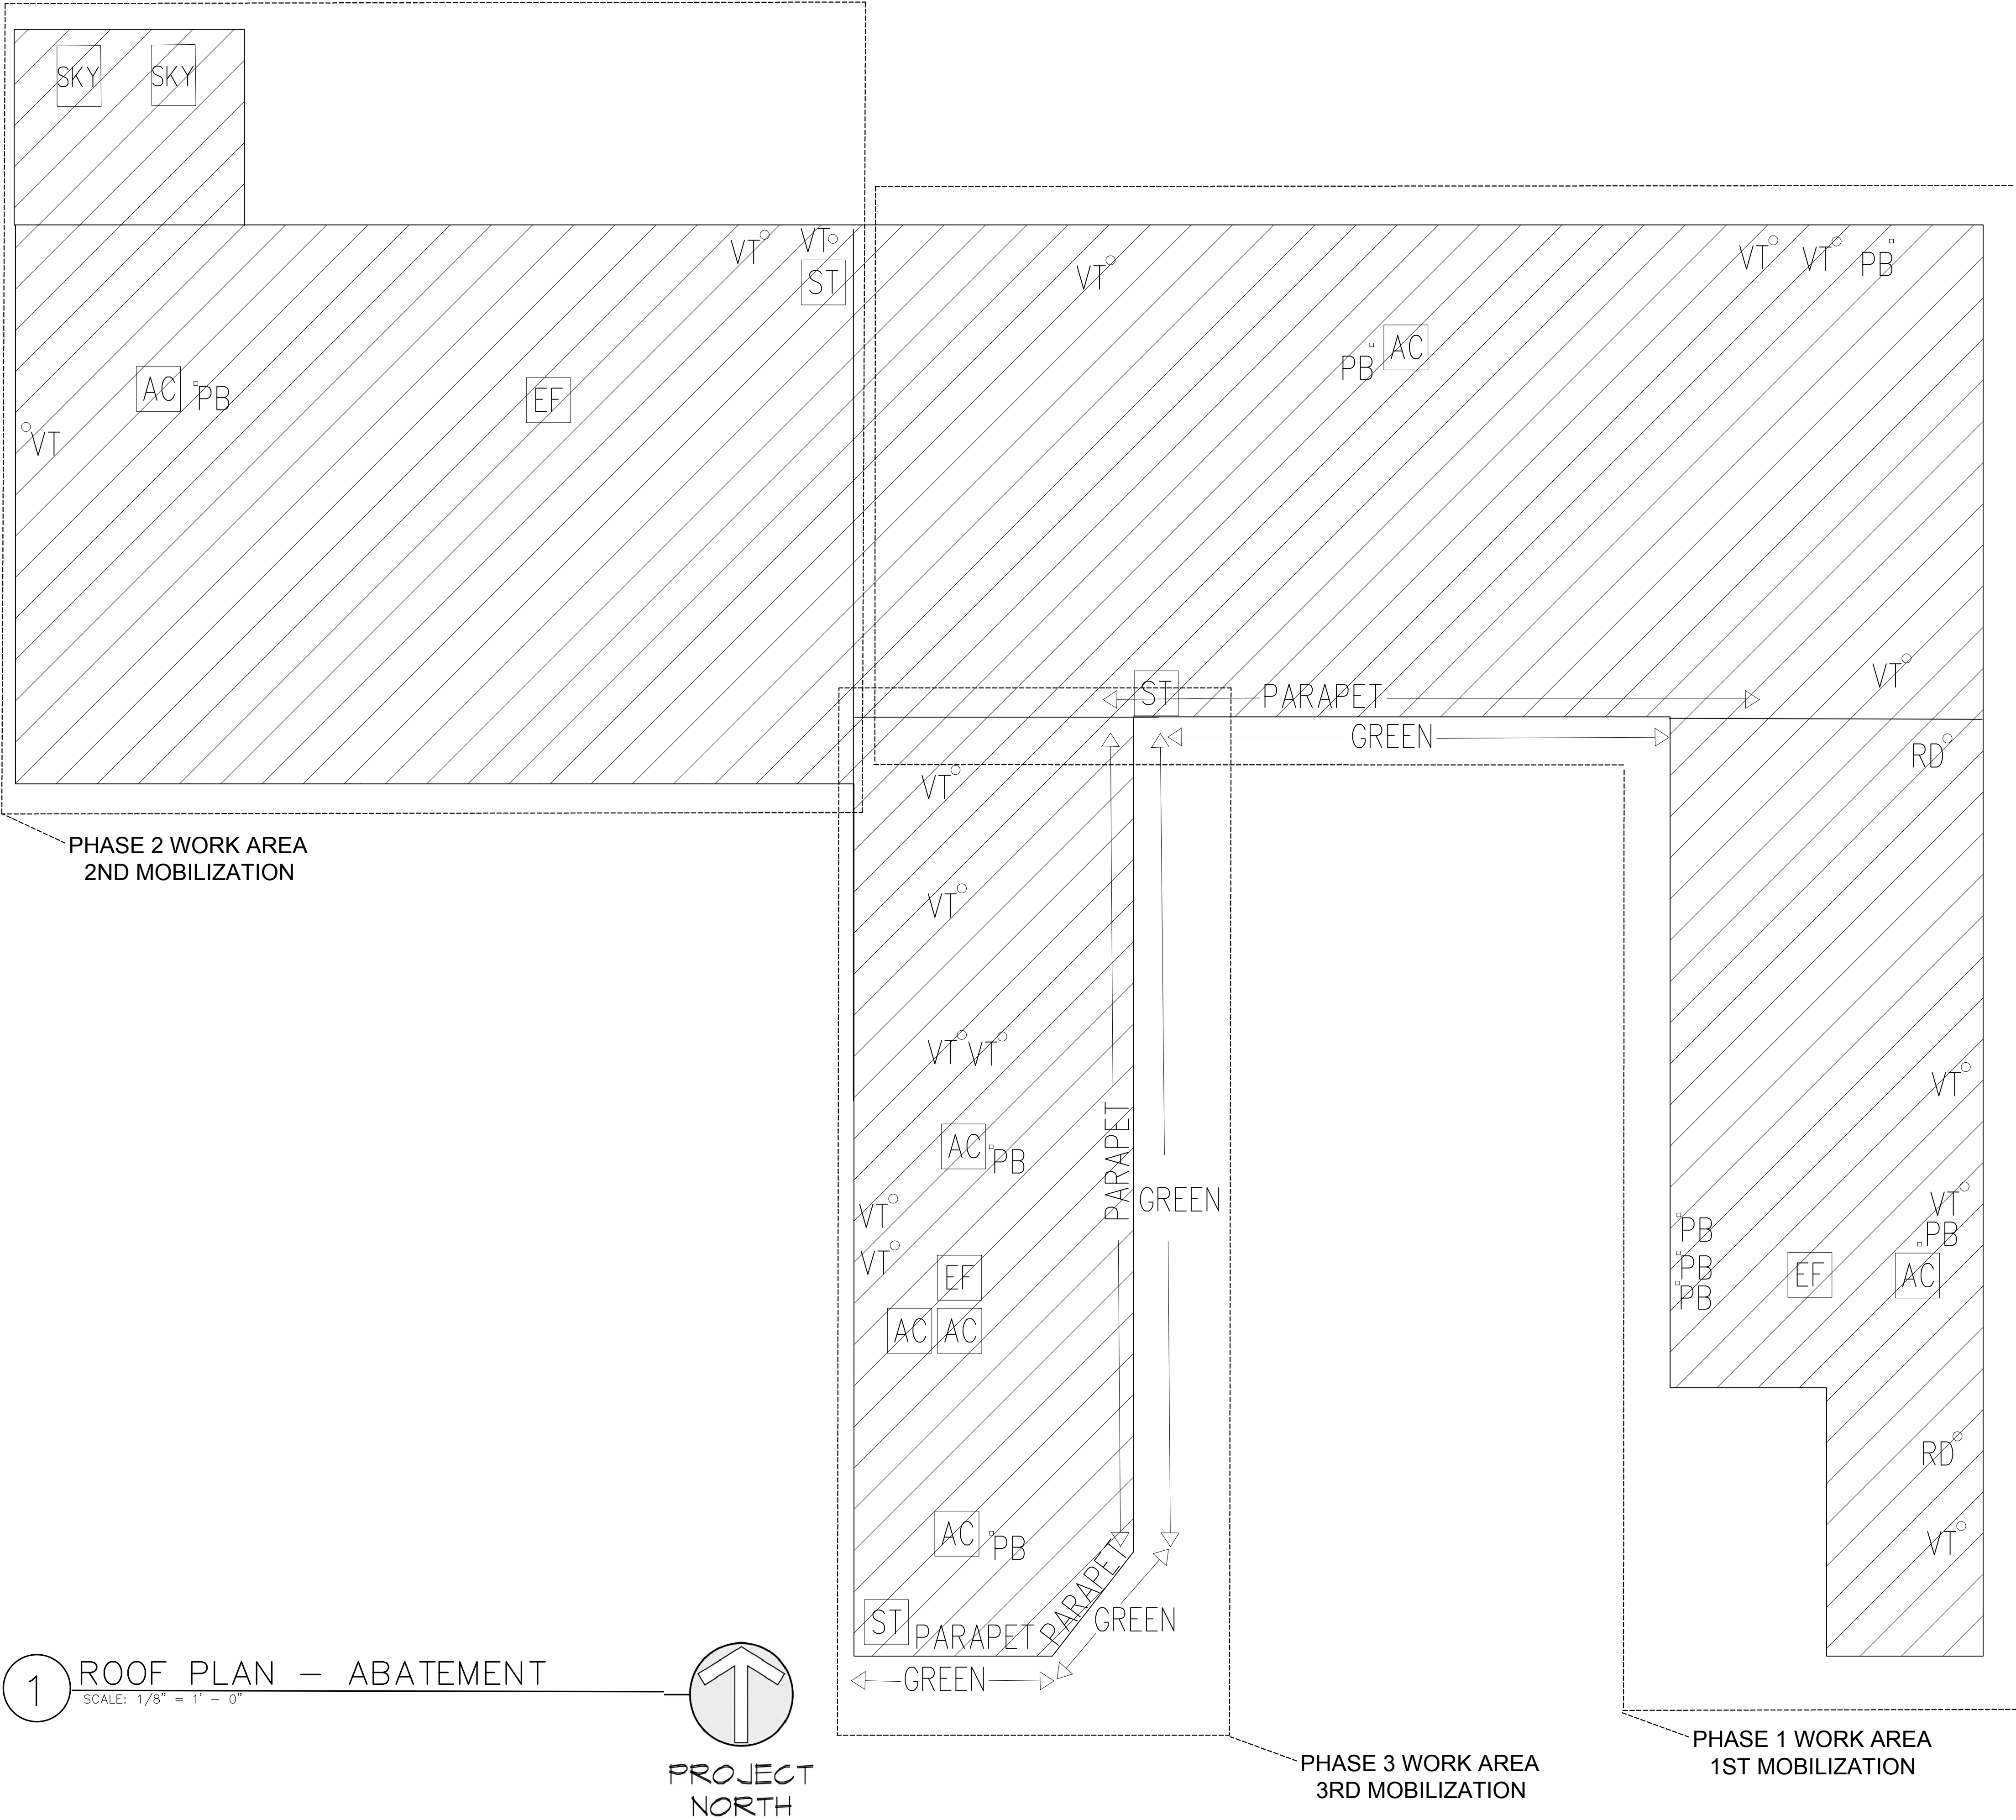 SKY SKY
VT VT
ST
VT
VT VT PB
PB AC
AC PB
EF
VT
ST
PARAPET
VT
GREEN
RD
VT
PHASE 2 WORK AREA
2ND MOBILIZATION
VT
VT VT
VT
AC PB
PARAPET
GREEN
VT
VT
VT
PB
PB
PB
PB
EF
AC
EF
AC AC
RD
AC PB
VT
ST
PARAPET
PARAPET
GREEN
GREEN
1
ROOF PLAN - ABATEMENT
SCALE: 1/8" = 1' - 0"
PROJECT
NORTH
PHASE 3 WORK AREA
3RD MOBILIZATION
PHASE 1 WORK AREA
1ST MOBILIZATION